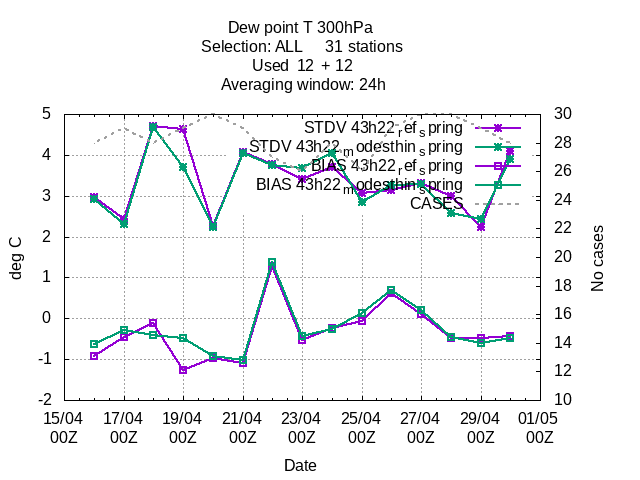 Dew point T 300hPa
Selection: ALL 31 stations
Used 12 + 12
Averaging window: 24h
STDV 43h22_ref_spring
STDV 43h22_modesthin_spring
BIAS 43h22_ref_spring
BIAS 43h22_modesthin_spring
CASES
deg C
5
4
3
2
1
0
-1
-2
No cases
30
28
26
24
22
20
18
16
14
12
10
15/04 17/04 19/04 21/04 23/04 25/04 27/04 29/04 01/05
00Z 00Z 00Z 00Z 00Z 00Z 00Z 00Z 00Z
Date